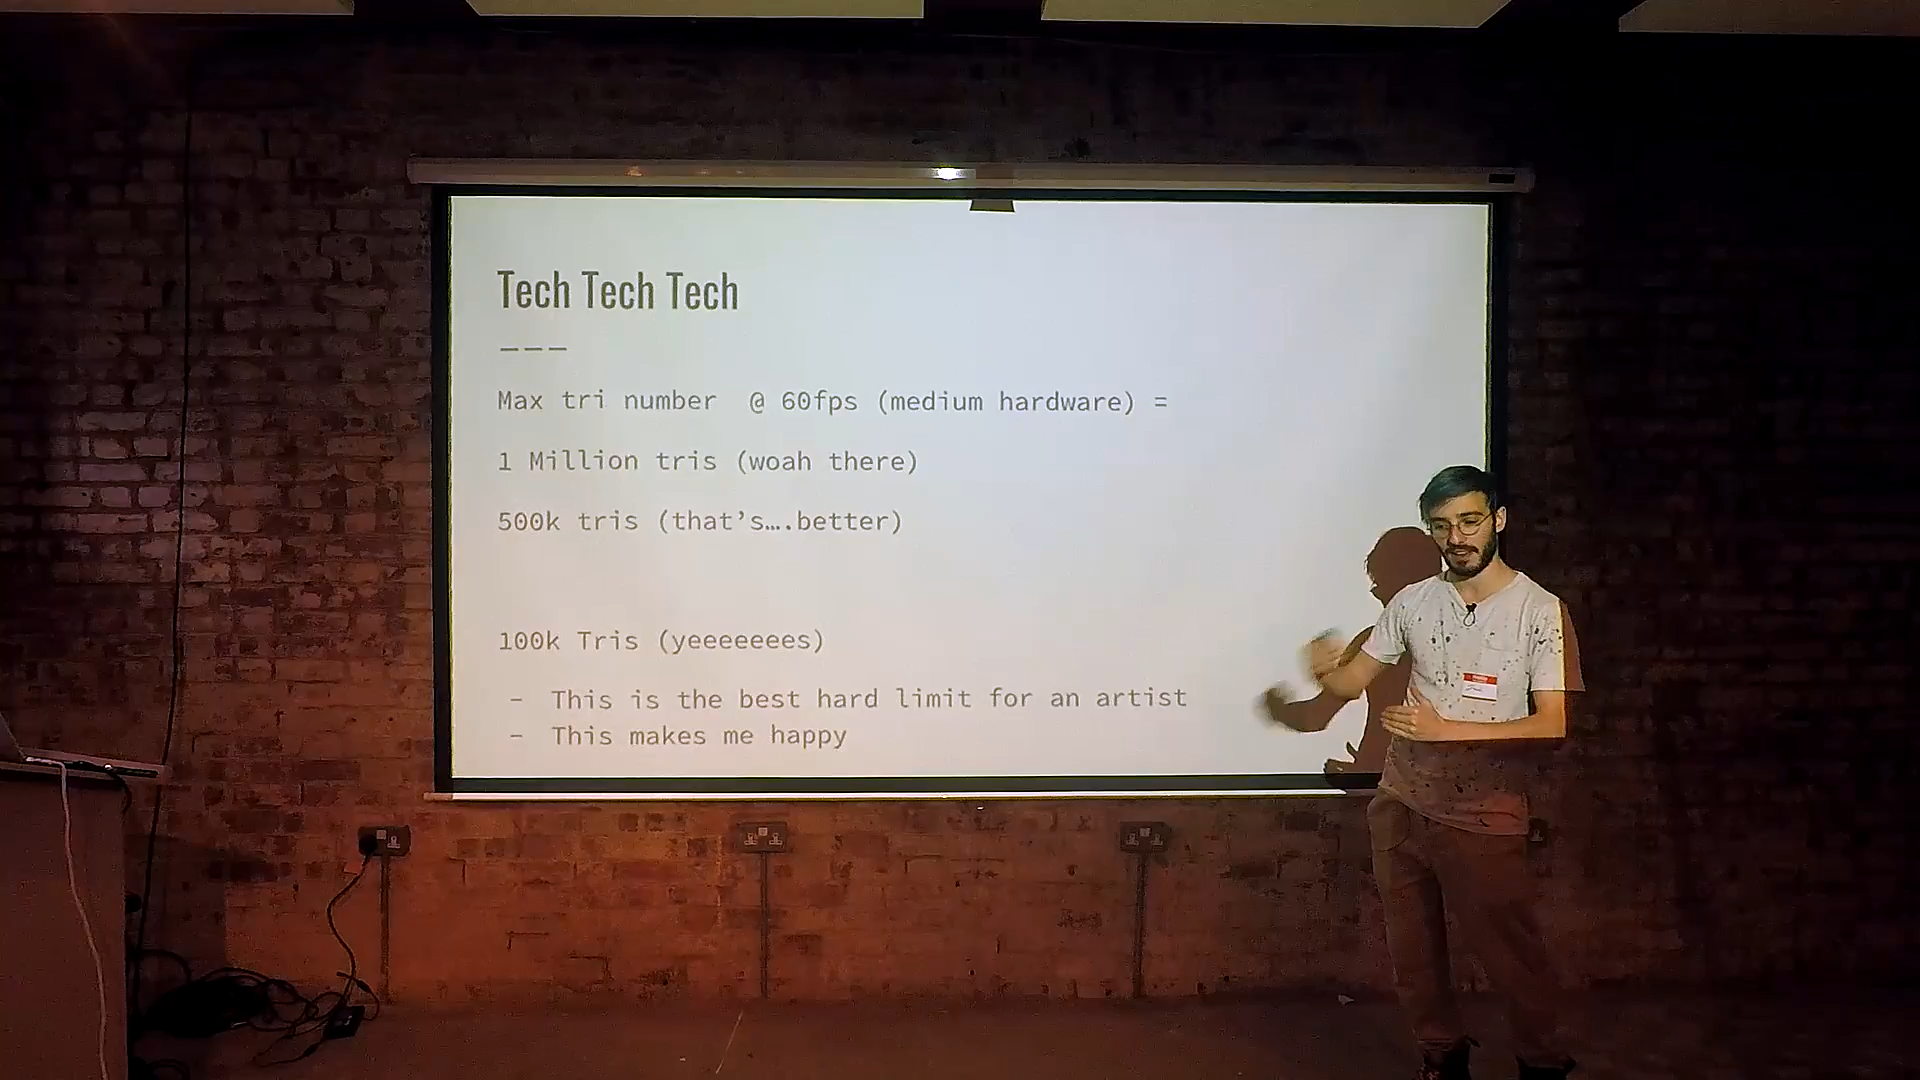 Tech Tech Tech
Max tri number @ 60fps (medium hardware) =
1 Million tris (woah there)
500k tris (that’s….better)
100k Tris (yeeeeeees)
- This is the best hard limit for an artist
- This makes me happy